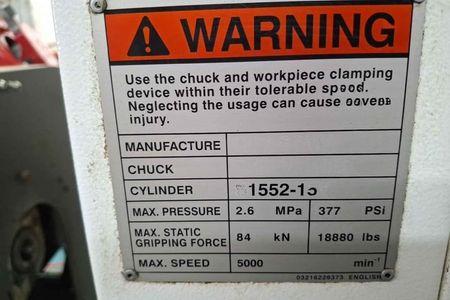 WARNING
Use the chuck and workpiece clamping
device within their tolerable speed.
Neglecting the usage can cause severe
injury.
MANUFACTURE
CHUCK
CYLINDER
MAX. PRESSURE 2.6 MPa 377 PSi
MAX. STATIC
GRIPPING FORCE 84 kN 18880 lbs
MAX. SPEED 5000 min⁻¹
03216226373 ENGLISH